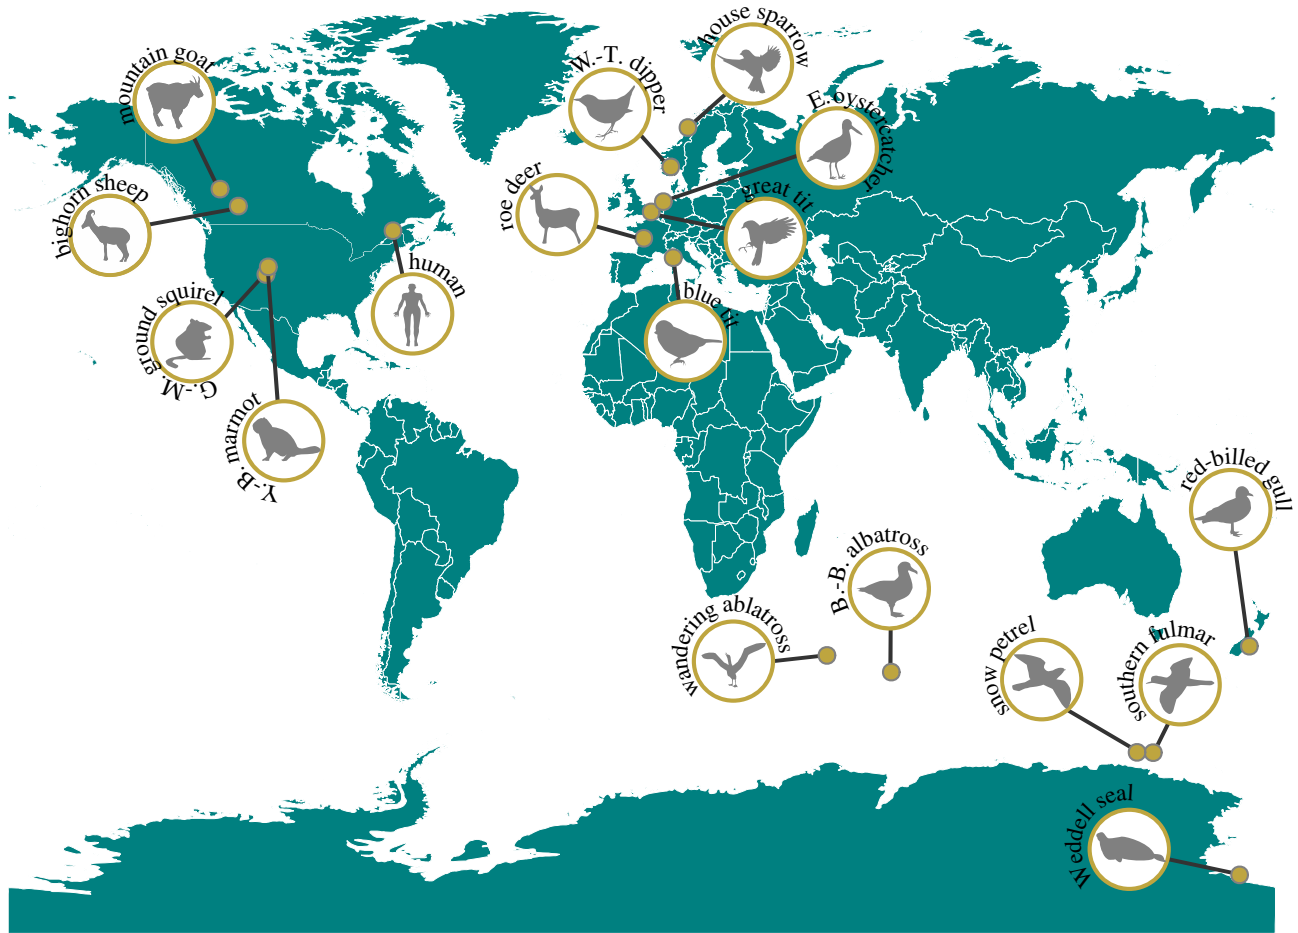 house sparrow
mountain goat
W.-T. dipper
E.oystercatcher
roe deer
great tit
bighorn sheep
human
blue tit
G.-M. ground squirrel
Y.-B. marmot
red-billed gull
B.-B. albatross
wandering ablatross
snow petrel
southern fulmar
Weddell seal